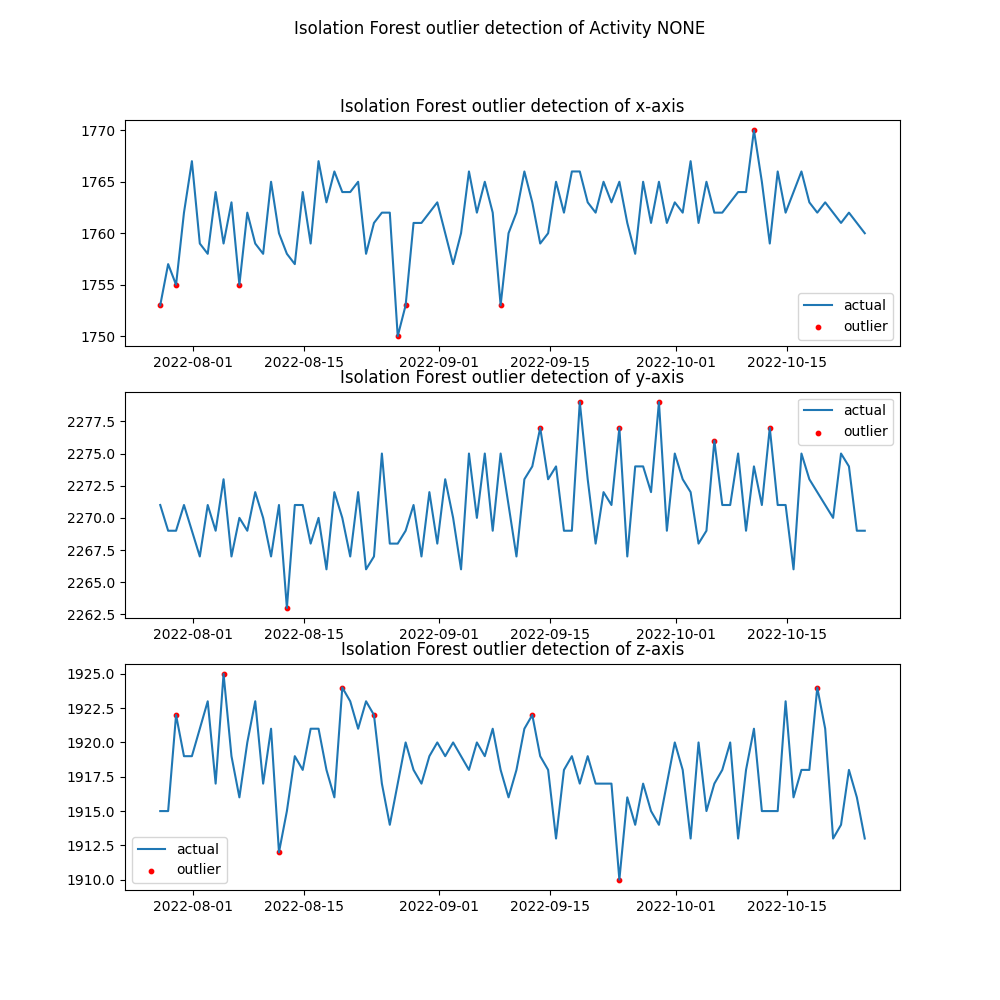 Isolation Forest outlier detection of Activity NONE
Isolation Forest outlier detection of x-axis
1770
1765
1760
1755
1750
actual
outlier
2022-08-01 2022-08-15 2022-09-01 2022-09-15 2022-10-01 2022-10-15
Isolation Forest outlier detection of y-axis
2277.5
2275.0
2272.5
2270.0
2267.5
2265.0
2262.5
actual
outlier
2022-08-01 2022-08-15 2022-09-01 2022-09-15 2022-10-01 2022-10-15
Isolation Forest outlier detection of z-axis
1925.0
1922.5
1920.0
1917.5
1915.0
1912.5
1910.0
actual
outlier
2022-08-01 2022-08-15 2022-09-01 2022-09-15 2022-10-01 2022-10-15